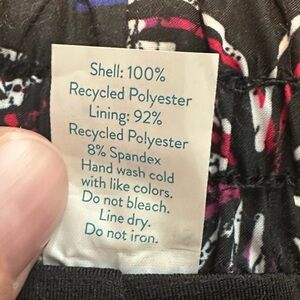 Shell: 100%
Recycled Polyester
Lining: 92%
Recycled Polyester
8% Spandex
Hand wash cold
with like colors.
Do not bleach.
Line dry.
Do not iron.